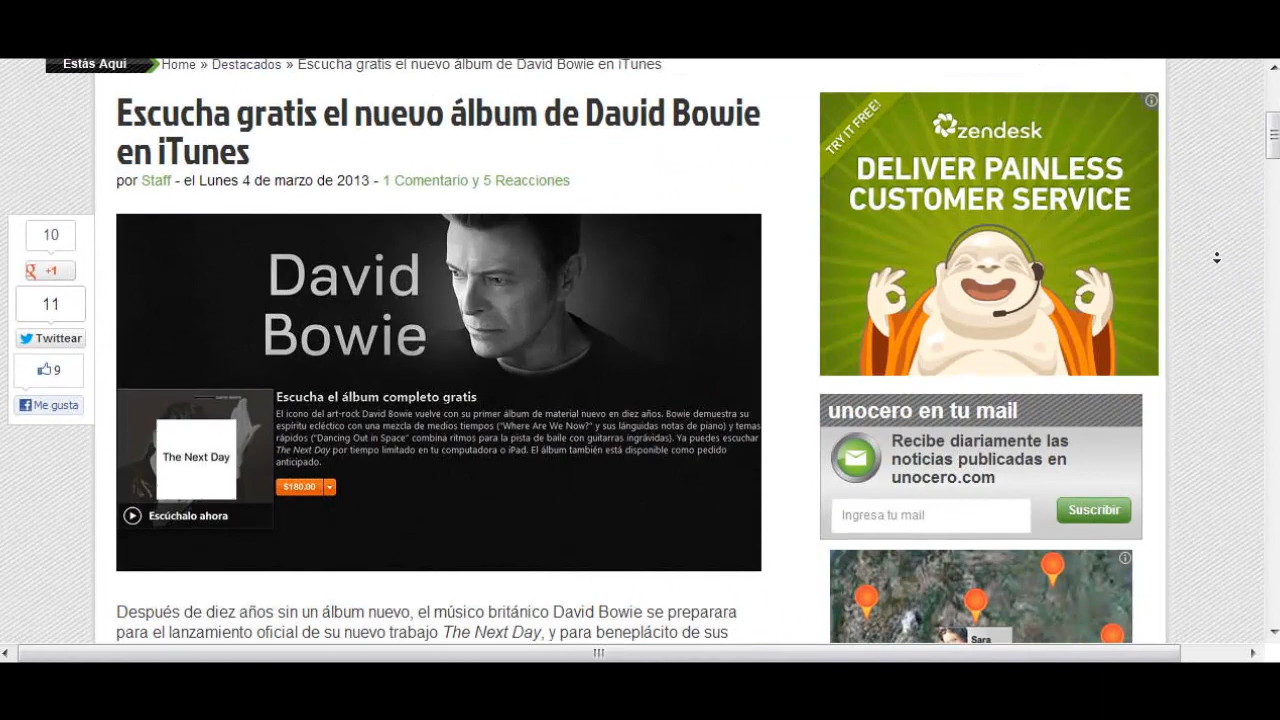 Estás Aqui
Home » Destacados » Escucha gratis el nuevo álbum de David Bowie en iTunes
Escucha gratis el nuevo álbum de David Bowie
en iTunes
por Staff - el Lunes 4 de marzo de 2013 - 1 Comentario y 5 Reacciones
10
+1
11
Twittear
9
Me gusta
David
Bowie
Escucha el álbum completo gratis
El icono del art-rock David Bowie vuelve con su primer álbum de material nuevo en diez años. Bowie demuestra su
espíritu ecléctico con una mezcla de medios tiempos ("Where Are We Now?" y sus lánguidas notas de piano) y temas
rápidos ("Dancing Out in Space" combina ritmos para la pista de baile con guitarras ingrávidas). Ya puedes escuchar
The Next Day por tiempo limitado en tu computadora o iPad. El álbum también está disponible como pedido
anticipado.
$180.00
The Next Day
Escúchalo ahora
Después de diez años sin un álbum nuevo, el músico británico David Bowie se preparara
para el lanzamiento oficial de su nuevo trabajo The Next Day, y para beneplácito de sus
TRY IT FREE!
zendesk
DELIVER PAINLESS
CUSTOMER SERVICE
unocero en tu mail
Recibe diariamente las
noticias publicadas en
unocero.com
Ingresa tu mail
Suscribir
Sara